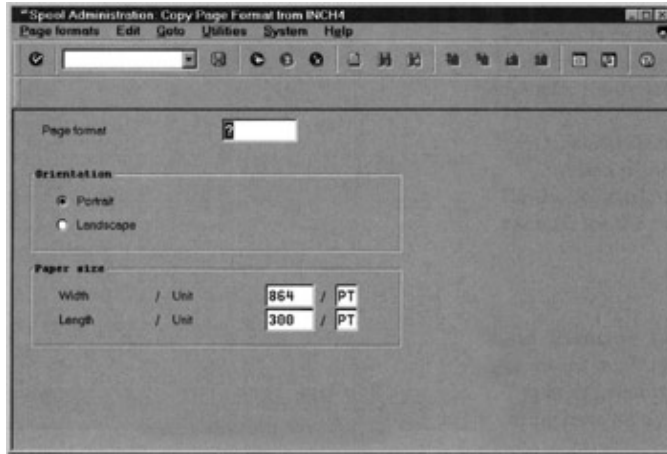 Spool Administration: Copy Page Format from INCH4
Page formats Edit Goto Utilities System Help
Page format ?
Orientation
Portrait
Landscape
Paper size
Width / Unit 864 / PT
Length / Unit 300 / PT